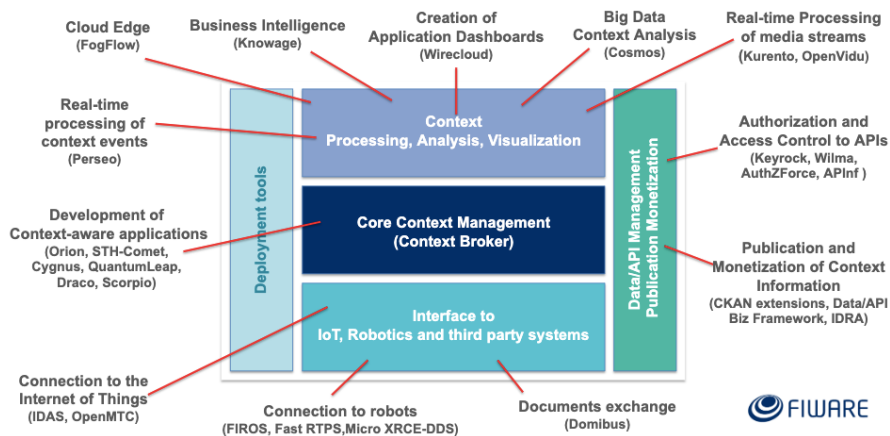 Cloud Edge
(FogFlow)
Business Intelligence
(Knowage)
Creation of
Application Dashboards
(Wirecloud)
Big Data
Context Analysis
(Cosmos)
Real-time Processing
of media streams
(Kurento, OpenVidu)
Real-time
processing of
context events
(Perseo)
Context
Processing, Analysis, Visualization
Authorization and
Access Control to APIs
(Keyrock, Wilma,
AuthZForce, APInf )
Deployment tools
Development of
Context-aware applications
(Orion, STH-Comet,
Cygnus, QuantumLeap,
Draco, Scorpio)
Core Context Management
(Context Broker)
Data/API Management
Publication Monetization
Publication and
Monetization of Context
Information
(CKAN extensions, Data/API
Biz Framework, IDRA)
Interface to
IoT, Robotics and third party systems
Connection to the
Internet of Things
(IDAS, OpenMTC)
Connection to robots
(FIROS, Fast RTPS,Micro XRCE-DDS)
Documents exchange
(Domibus)
FIWARE